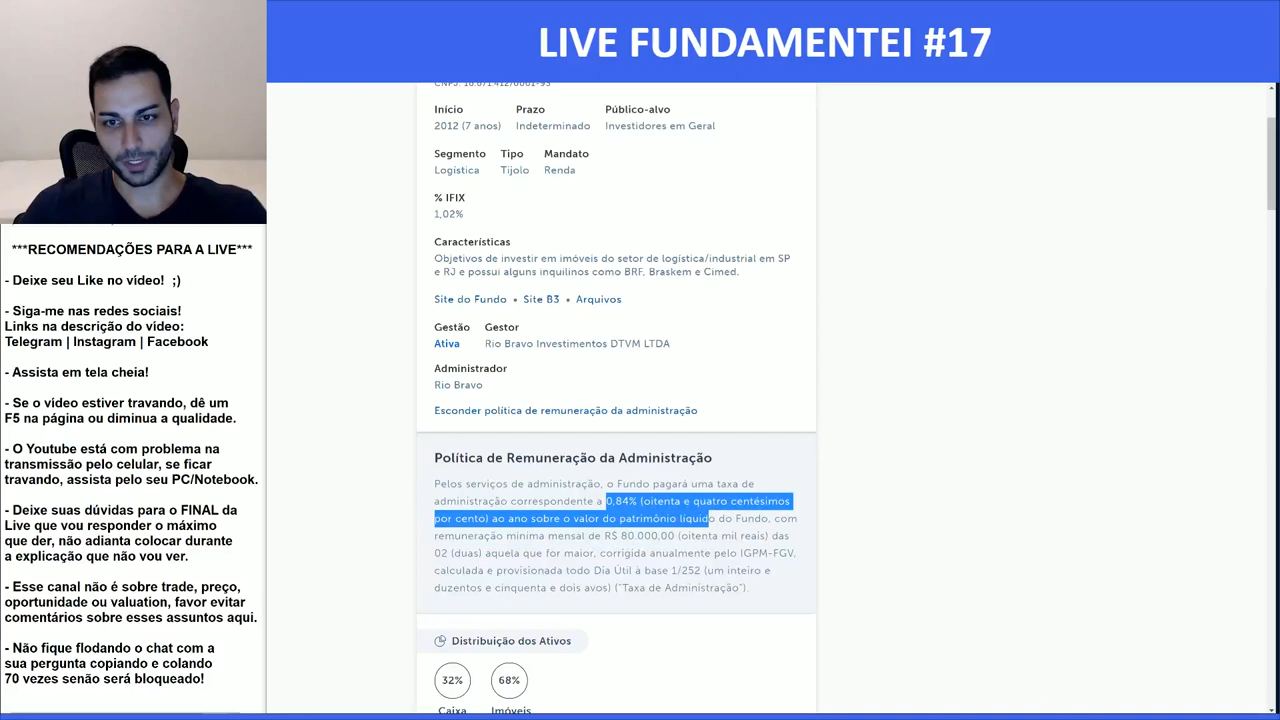 LIVE FUNDAMENTEI #17
***RECOMENDAÇÕES PARA A LIVE***
- Deixe seu Like no vídeo! ;)
- Siga-me nas redes sociais!
Links na descrição do vídeo:
Telegram | Instagram | Facebook
- Assista em tela cheia!
- Se o vídeo estiver travando, dê um
F5 na página ou diminua a qualidade.
- O Youtube está com problema na
transmissão pelo celular, se ficar
travando, assista pelo seu PC/Notebook.
- Deixe suas dúvidas para o FINAL da
Live que vou responder o máximo
que der, não adianta colocar durante
a explicação que não vou ver.
- Esse canal não é sobre trade, preço,
oportunidade ou valuation, favor evitar
comentários sobre esses assuntos aqui.
- Não fique flodando o chat com a
sua pergunta copiando e colando
70 vezes senão será bloqueado!
Início Prazo Público-alvo
2012 (7 anos) Indeterminado Investidores em Geral
Segmento Tipo Mandato
Logística Tijolo Renda
% IFIX
1,02%
Características
Objetivos de investir em imóveis do setor de logística/industrial em SP
e RJ e possui alguns inquilinos como BRF, Braskem e Cimed.
Site do Fundo • Site B3 • Arquivos
Gestão Gestor
Ativa Rio Bravo Investimentos DTVM LTDA
Administrador
Rio Bravo
Esconder política de remuneração da administração
Política de Remuneração da Administração
Pelos serviços de administração, o Fundo pagará uma taxa de
administração correspondente a 0,84% (oitenta e quatro centésimos
por cento) ao ano sobre o valor do patrimônio líquido do Fundo, com
remuneração mínima mensal de R$ 80.000,00 (oitenta mil reais) das
02 (duas) aquela que for maior, corrigida anualmente pelo IGPM-FGV,
calculada e provisionada todo Dia Útil à base 1/252 (um inteiro e
duzentos e cinquenta e dois avos) ("Taxa de Administração").
Distribuição dos Ativos
32% 68%
Caixa Imóveis